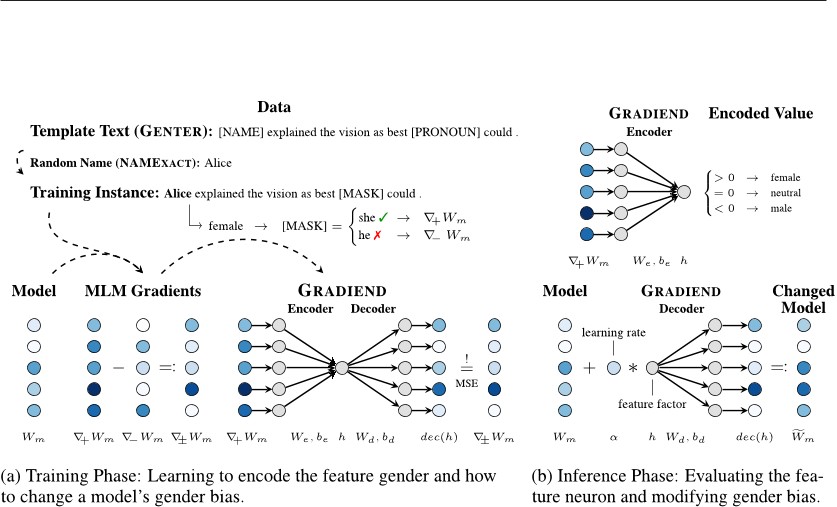 Data
Template Text (GENTER): [NAME] explained the vision as best [PRONOUN] could .
Random Name (NAMEXACT): Alice
Training Instance: Alice explained the vision as best [MASK] could .
female → [MASK] =
she ✓ → ∇₊Wₘ
he ✗ → ∇₋ Wₘ
Model
MLM Gradients
GRADIEND
Encoder Decoder
− =:
! = MSE
Wₘ ∇₊Wₘ ∇₋Wₘ ∇±Wₘ ∇₊Wₘ Wₑ, bₑ h W_d, b_d dec(h) ∇±Wₘ
(a) Training Phase: Learning to encode the feature gender and how
to change a model's gender bias.
GRADIEND
Encoder
Encoded Value
> 0 → female
= 0 → neutral
< 0 → male
∇₊Wₘ Wₑ, bₑ h
Model
GRADIEND
Decoder
Changed
Model
learning rate
+ * =:
feature factor
Wₘ α h W_d, b_d dec(h) W̃ₘ
(b) Inference Phase: Evaluating the fea-
ture neuron and modifying gender bias.